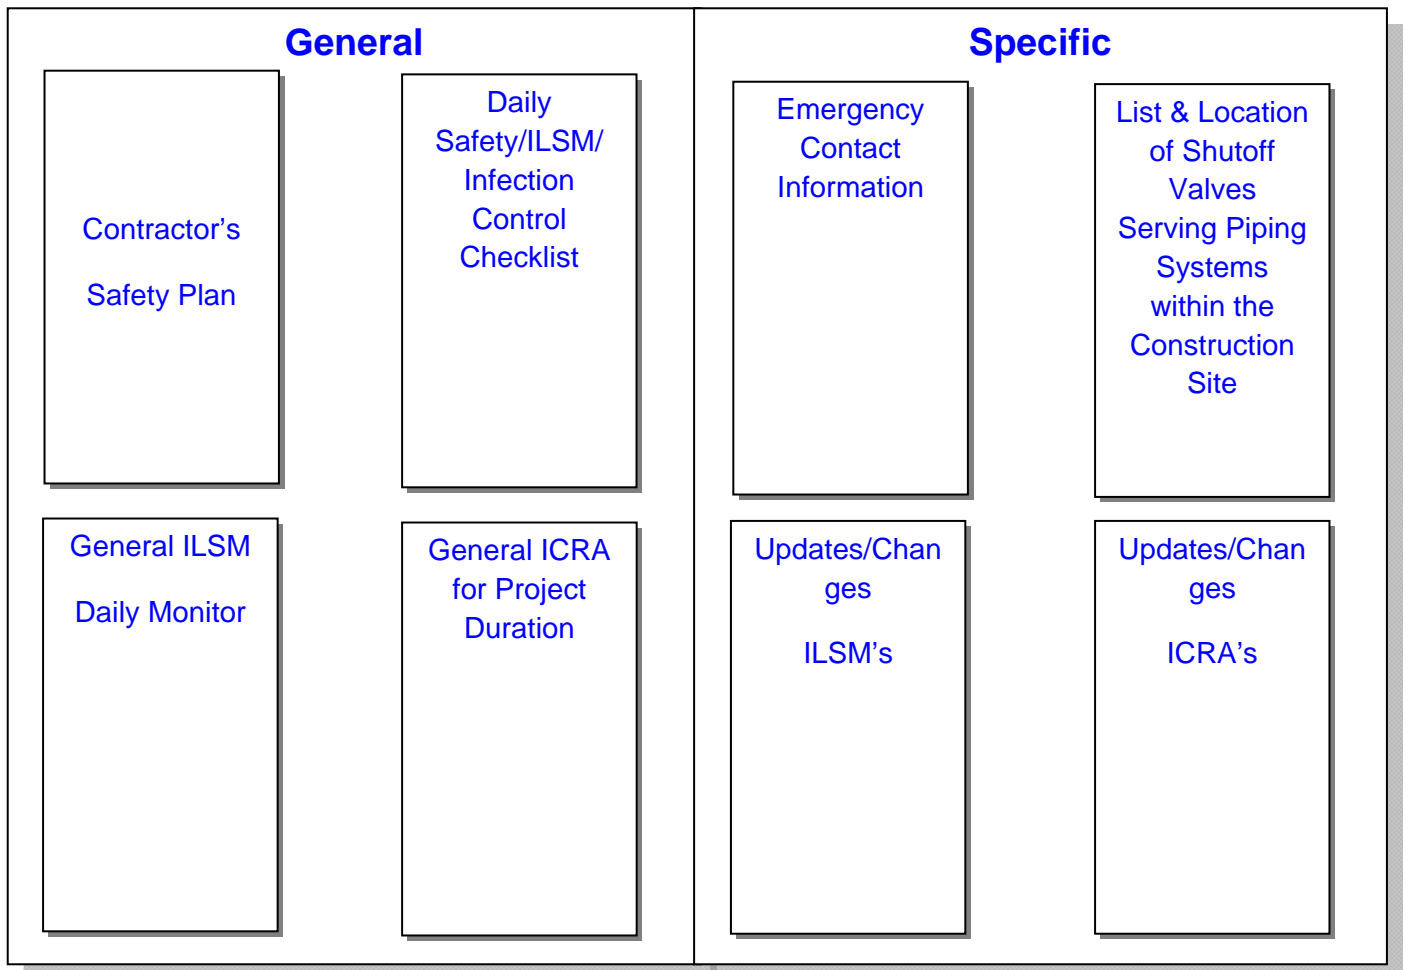 General
Contractor’s
Safety Plan
Daily
Safety/ILSM/
Infection
Control
Checklist
General ILSM
Daily Monitor
General ICRA
for Project
Duration
Specific
Emergency
Contact
Information
List & Location
of Shutoff
Valves
Serving Piping
Systems
within the
Construction
Site
Updates/Chan
ges
ILSM’s
Updates/Chan
ges
ICRA’s